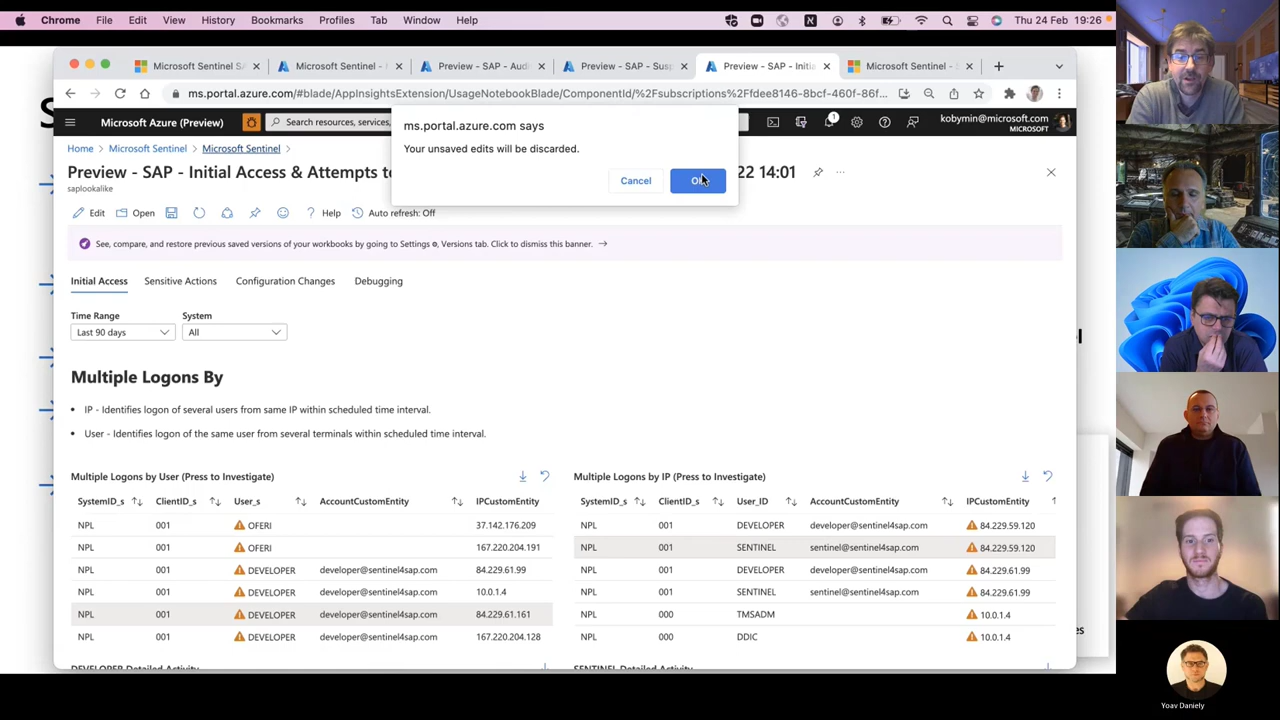 Chrome File Edit View History Bookmarks Profiles Tab Window Help Thu 24 Feb 19:26
Microsoft Sentinel SA Microsoft Sentinel - Preview - SAP - Aud Preview - SAP - Sus Preview - SAP - Initia Microsoft Sentinel - S
ms.portal.azure.com/#blade/AppInsightsExtension/UsageNotebookBlade/ComponentId/%2Fsubscriptions%2Ffdee8146-8bcf-460f-86f...
Microsoft Azure (Preview) Search resources, services, 1 kobymin@microsoft.com
MICROSOFT
ms.portal.azure.com says
Your unsaved edits will be discarded.
Cancel
Home > Microsoft Sentinel > Microsoft Sentinel >
Preview - SAP - Initial Access & Attempts to 22 14:01
saplookalike
Edit Open Help Auto refresh: Off
See, compare, and restore previous saved versions of your workbooks by going to Settings, Versions tab. Click to dismiss this banner. →
Initial Access Sensitive Actions Configuration Changes Debugging
Time Range System
Last 90 days All
Multiple Logons By
• IP - Identifies logon of several users from same IP within scheduled time interval.
• User - Identifies logon of the same user from several terminals within scheduled time interval.
Multiple Logons by User (Press to Investigate) Multiple Logons by IP (Press to Investigate)
SystemID_s ClientID_s User_s AccountCustomEntity IPCustomEntity SystemID_s ClientID_s User_ID AccountCustomEntity IPCustomEntity
NPL 001 OFERI 37.142.176.209 NPL 001 DEVELOPER developer@sentinel4sap.com 84.229.59.120
NPL 001 OFERI 167.220.204.191 NPL 001 SENTINEL sentinel@sentinel4sap.com 84.229.59.120
NPL 001 DEVELOPER developer@sentinel4sap.com 84.229.61.99 NPL 001 DEVELOPER developer@sentinel4sap.com 84.229.61.99
NPL 001 DEVELOPER developer@sentinel4sap.com 10.0.1.4 NPL 001 SENTINEL sentinel@sentinel4sap.com 84.229.61.99
NPL 001 DEVELOPER developer@sentinel4sap.com 84.229.61.161 NPL 000 TMSADM 10.0.1.4
NPL 001 DEVELOPER developer@sentinel4sap.com 167.220.204.128 NPL 000 DDIC 10.0.1.4
DEVELOPER Detailed Activity SENTINEL Detailed Activity
Yoav Daniely